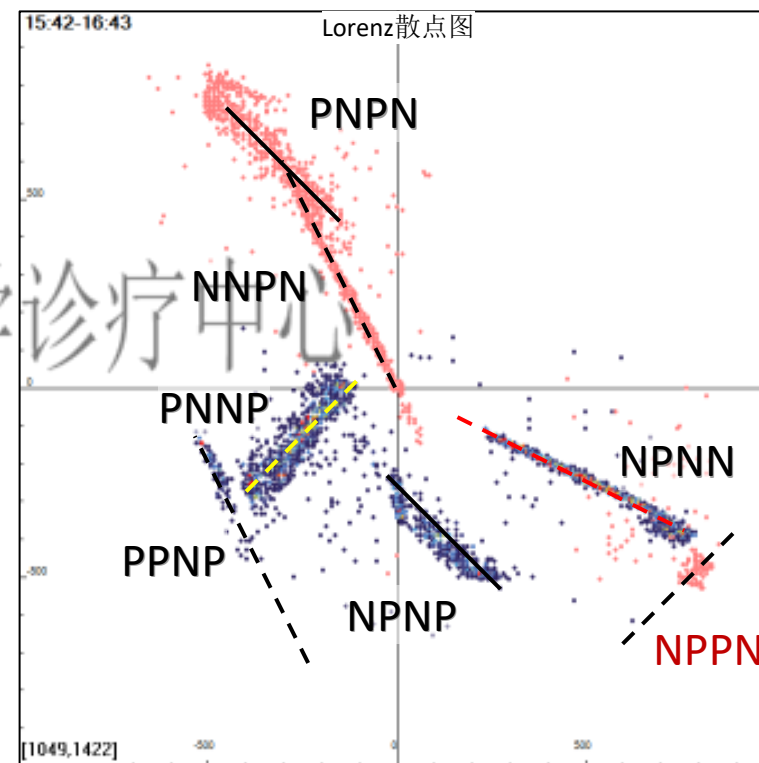 15:42-16:43
Lorenz散点图
PNPN
500
NNPN
诊疗中心
0
PNNP
NPNN
PPNP
-500
NPNP
NPPN
[1049,1422]
-500
0
500